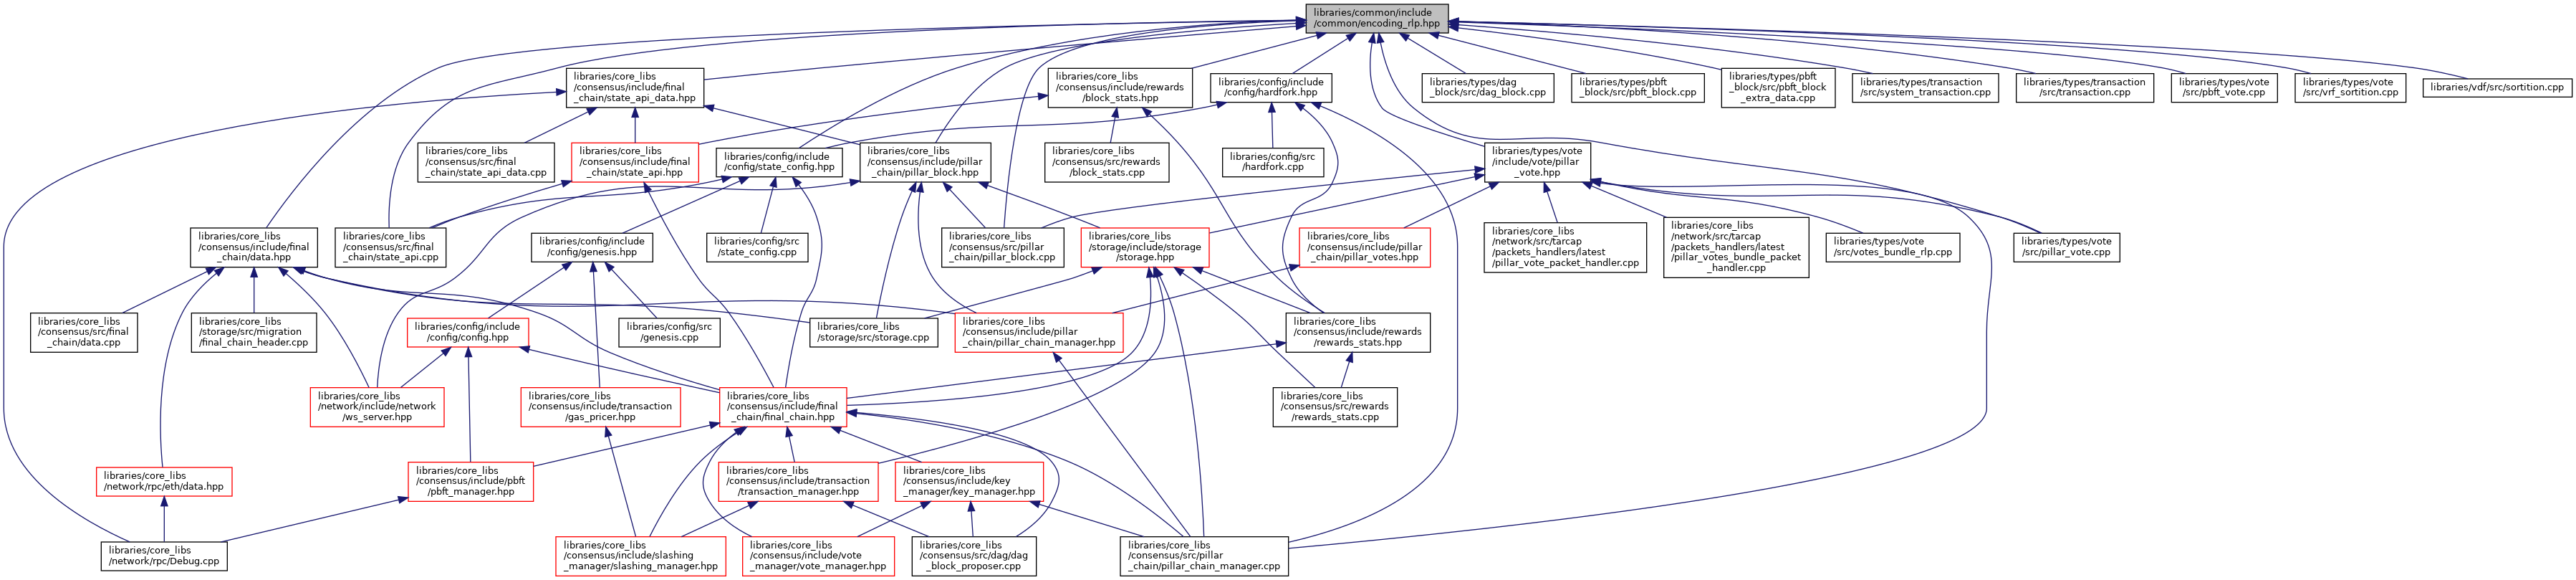 libraries/common/include
/common/encoding_rlp.hpp
libraries/core_libs
/consensus/include/final
_chain/state_api_data.hpp
libraries/core_libs
/consensus/include/rewards
/block_stats.hpp
libraries/config/include
/config/hardfork.hpp
libraries/types/dag
_block/src/dag_block.cpp
libraries/types/pbft
_block/src/pbft_block.cpp
libraries/types/pbft
_block/src/pbft_block
_extra_data.cpp
libraries/types/transaction
/src/system_transaction.cpp
libraries/types/transaction
/src/transaction.cpp
libraries/types/vote
/src/pbft_vote.cpp
libraries/types/vote
/src/vrf_sortition.cpp
libraries/vdf/src/sortition.cpp
libraries/core_libs
/consensus/src/final
_chain/state_api_data.cpp
libraries/core_libs
/consensus/include/final
_chain/state_api.hpp
libraries/config/include
/config/state_config.hpp
libraries/core_libs
/consensus/include/pillar
_chain/pillar_block.hpp
libraries/core_libs
/consensus/src/rewards
/block_stats.cpp
libraries/config/src
/hardfork.cpp
libraries/types/vote
/include/vote/pillar
_vote.hpp
libraries/core_libs
/consensus/include/final
_chain/data.hpp
libraries/core_libs
/consensus/src/final
_chain/state_api.cpp
libraries/config/include
/config/genesis.hpp
libraries/config/src
/state_config.cpp
libraries/core_libs
/consensus/src/pillar
_chain/pillar_block.cpp
libraries/core_libs
/storage/include/storage
/storage.hpp
libraries/core_libs
/consensus/include/pillar
_chain/pillar_votes.hpp
libraries/core_libs
/network/src/tarcap
/packets_handlers/latest
/pillar_vote_packet_handler.cpp
libraries/core_libs
/network/src/tarcap
/packets_handlers/latest
/pillar_votes_bundle_packet
_handler.cpp
libraries/types/vote
/src/votes_bundle_rlp.cpp
libraries/types/vote
/src/pillar_vote.cpp
libraries/core_libs
/consensus/src/final
_chain/data.cpp
libraries/core_libs
/storage/src/migration
/final_chain_header.cpp
libraries/config/include
/config/config.hpp
libraries/config/src
/genesis.cpp
libraries/core_libs
/storage/src/storage.cpp
libraries/core_libs
/consensus/include/pillar
_chain/pillar_chain_manager.hpp
libraries/core_libs
/consensus/include/rewards
/rewards_stats.hpp
libraries/core_libs
/network/include/network
/ws_server.hpp
libraries/core_libs
/consensus/include/transaction
/gas_pricer.hpp
libraries/core_libs
/consensus/include/final
_chain/final_chain.hpp
libraries/core_libs
/consensus/src/rewards
/rewards_stats.cpp
libraries/core_libs
/network/rpc/eth/data.hpp
libraries/core_libs
/consensus/include/pbft
/pbft_manager.hpp
libraries/core_libs
/consensus/include/transaction
/transaction_manager.hpp
libraries/core_libs
/consensus/include/key
_manager/key_manager.hpp
libraries/core_libs
/network/rpc/Debug.cpp
libraries/core_libs
/consensus/include/slashing
_manager/slashing_manager.hpp
libraries/core_libs
/consensus/include/vote
_manager/vote_manager.hpp
libraries/core_libs
/consensus/src/dag/dag
_block_proposer.cpp
libraries/core_libs
/consensus/src/pillar
_chain/pillar_chain_manager.cpp